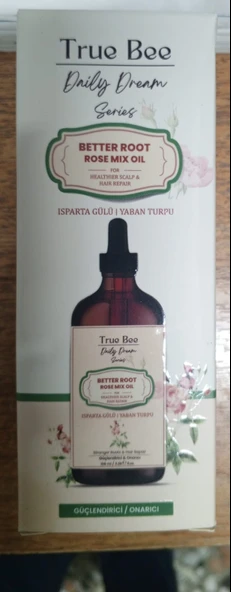 True Bee
Daily Dream
Series
BETTER ROOT
ROSE MIX OIL
FOR
HEALTHIER SCALP &
HAIR REPAIR
ISPARTA GÜLÜ | YABAN TURPU
True Bee
Daily Dream
Series
BETTER ROOT
ROSE MIX OIL
ISPARTA GÜLÜ | YABAN TURPU
GÜÇLENDİRİCİ / ONARICI